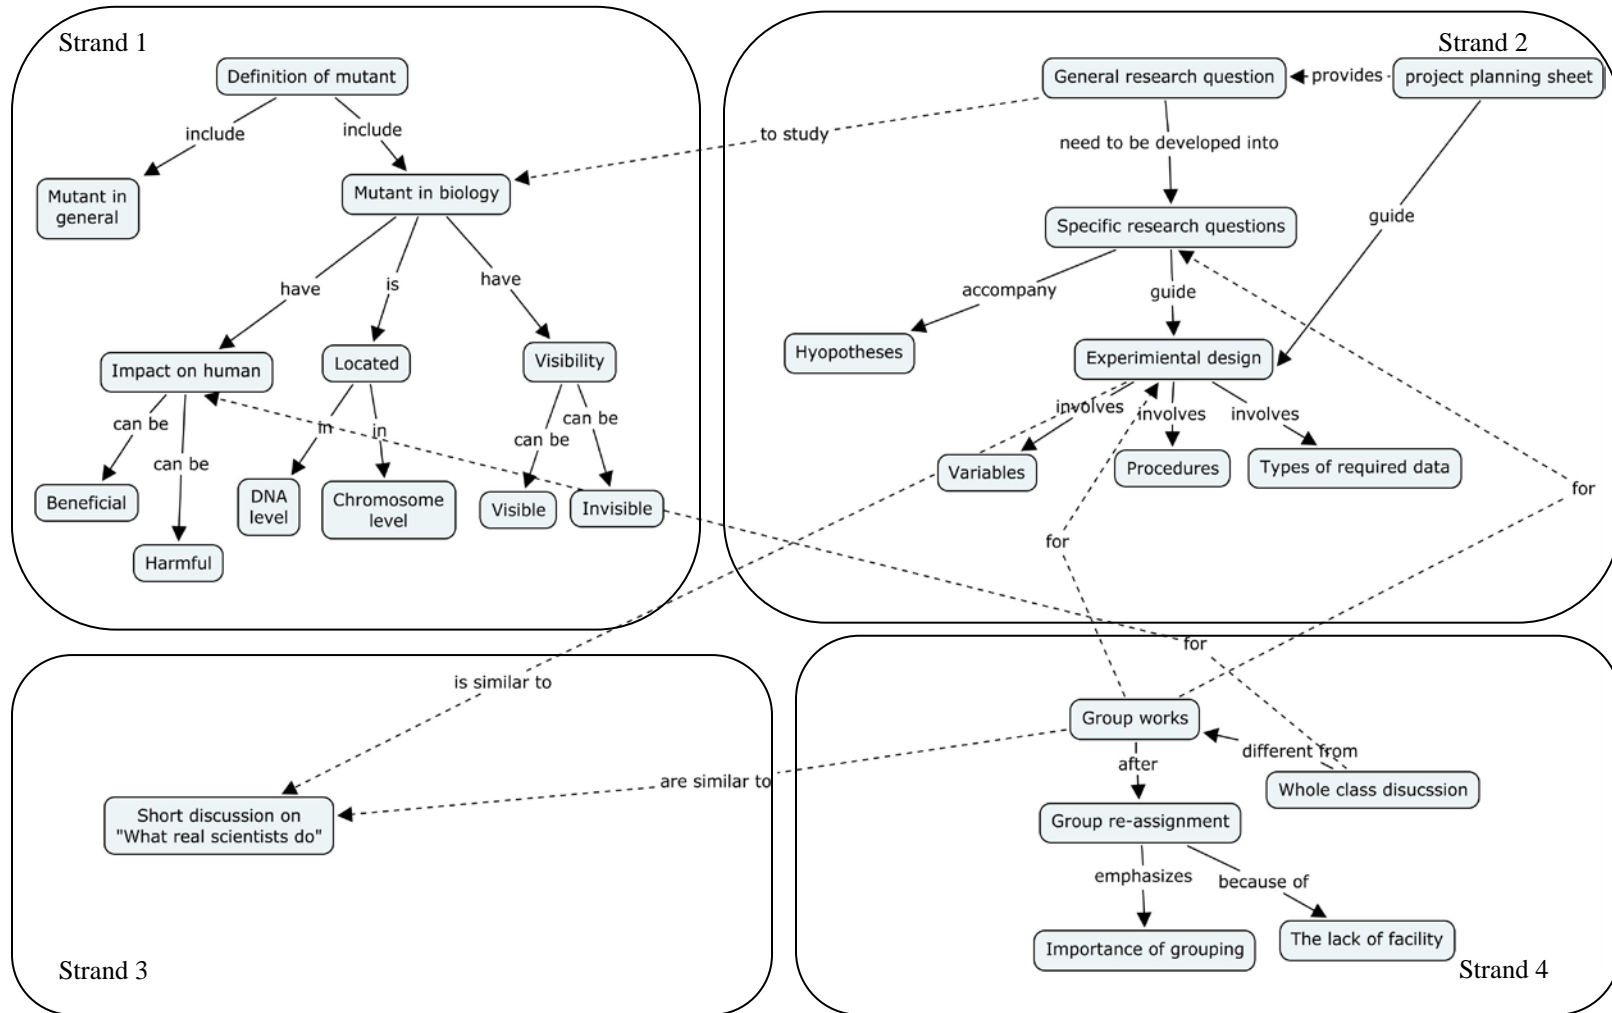 Strand 1
Definition of mutant
include
include
Mutant in
general
Mutant in biology
have
is
have
Impact on human
Located
Visibility
can be
can be
in
in
can be
can be
Beneficial
Harmful
DNA
level
Chromosome
level
Visible
Invisible
to study
Strand 2
General research question
provides
project planning sheet
need to be developed into
guide
Specific research questions
accompany
guide
Hyopotheses
Experimiental design
involves
involves
involves
Variables
Procedures
Types of required data
for
for
for
is similar to
are similar to
Short discussion on
"What real scientists do"
Strand 3
Group works
different from
after
Whole class disucssion
Group re-assignment
emphasizes
because of
Importance of grouping
The lack of facility
Strand 4